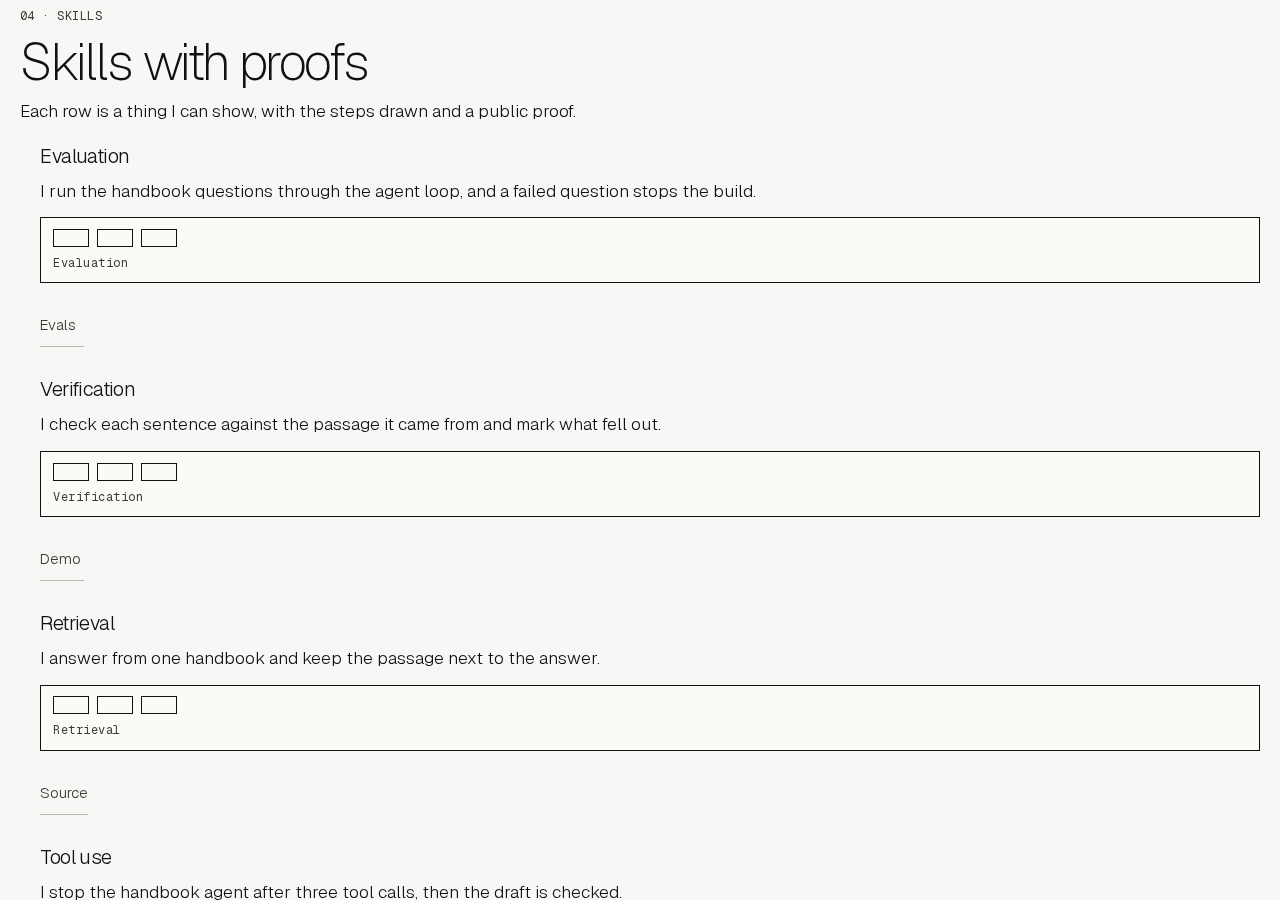 04 · SKILLS
Skills with proofs
Each row is a thing I can show, with the steps drawn and a public proof.
Evaluation
I run the handbook questions through the agent loop, and a failed question stops the build.
Evaluation
Evals
Verification
I check each sentence against the passage it came from and mark what fell out.
Verification
Demo
Retrieval
I answer from one handbook and keep the passage next to the answer.
Retrieval
Source
Tool use
I stop the handbook agent after three tool calls, then the draft is checked.